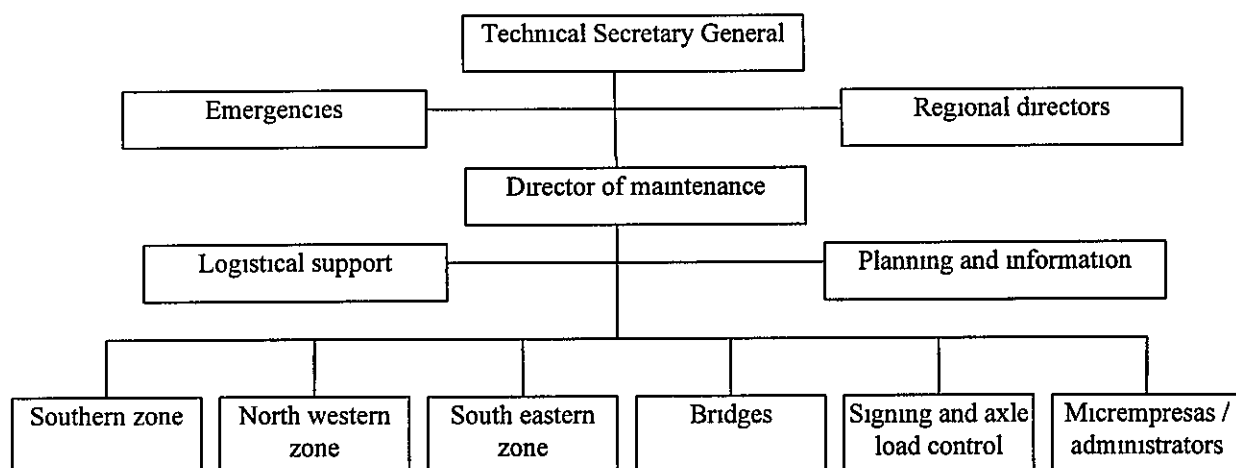 Technical Secretary General
Emergencies
Regional directors
Director of maintenance
Logistical support
Planning and information
Southern zone
North western
zone
South eastern
zone
Bridges
Signing and axle
load control
Micrempresas /
administrators